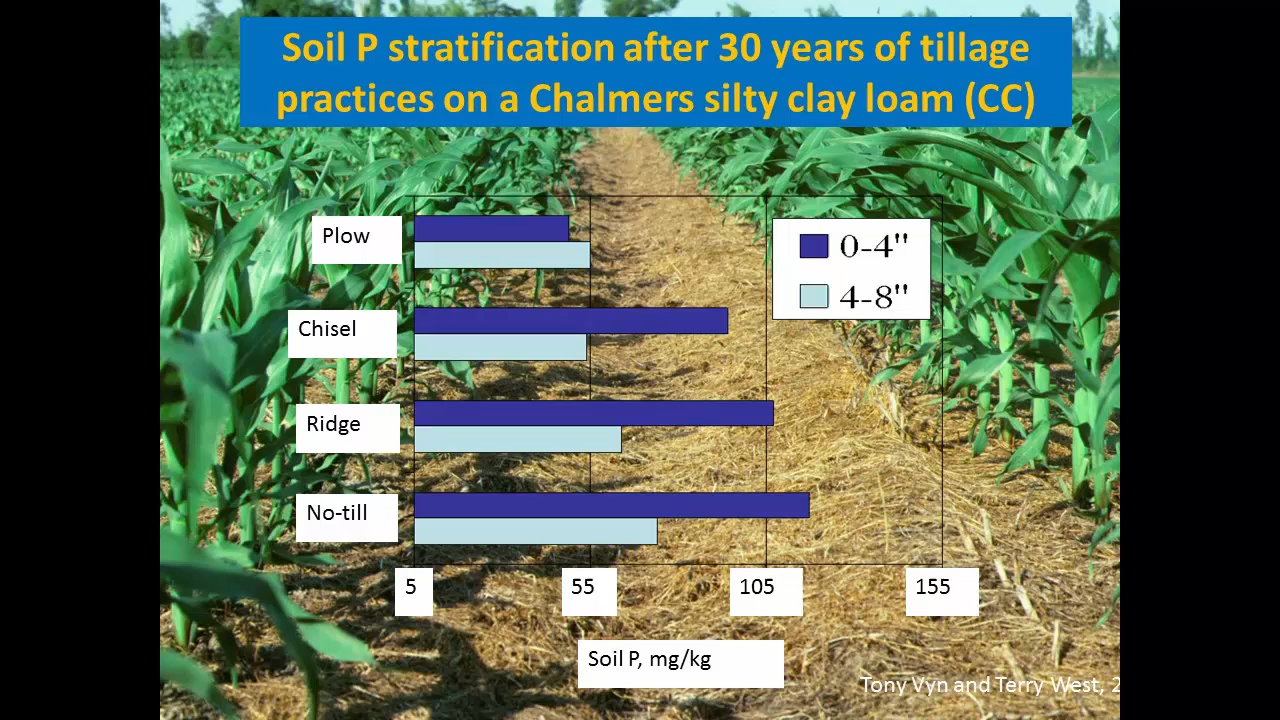 Soil P stratification after 30 years of tillage
practices on a Chalmers silty clay loam (CC)
Plow
Chisel
Ridge
No-till
0-4"
4-8"
5
55
105
155
Soil P, mg/kg
Tony Vyn and Terry West, 2